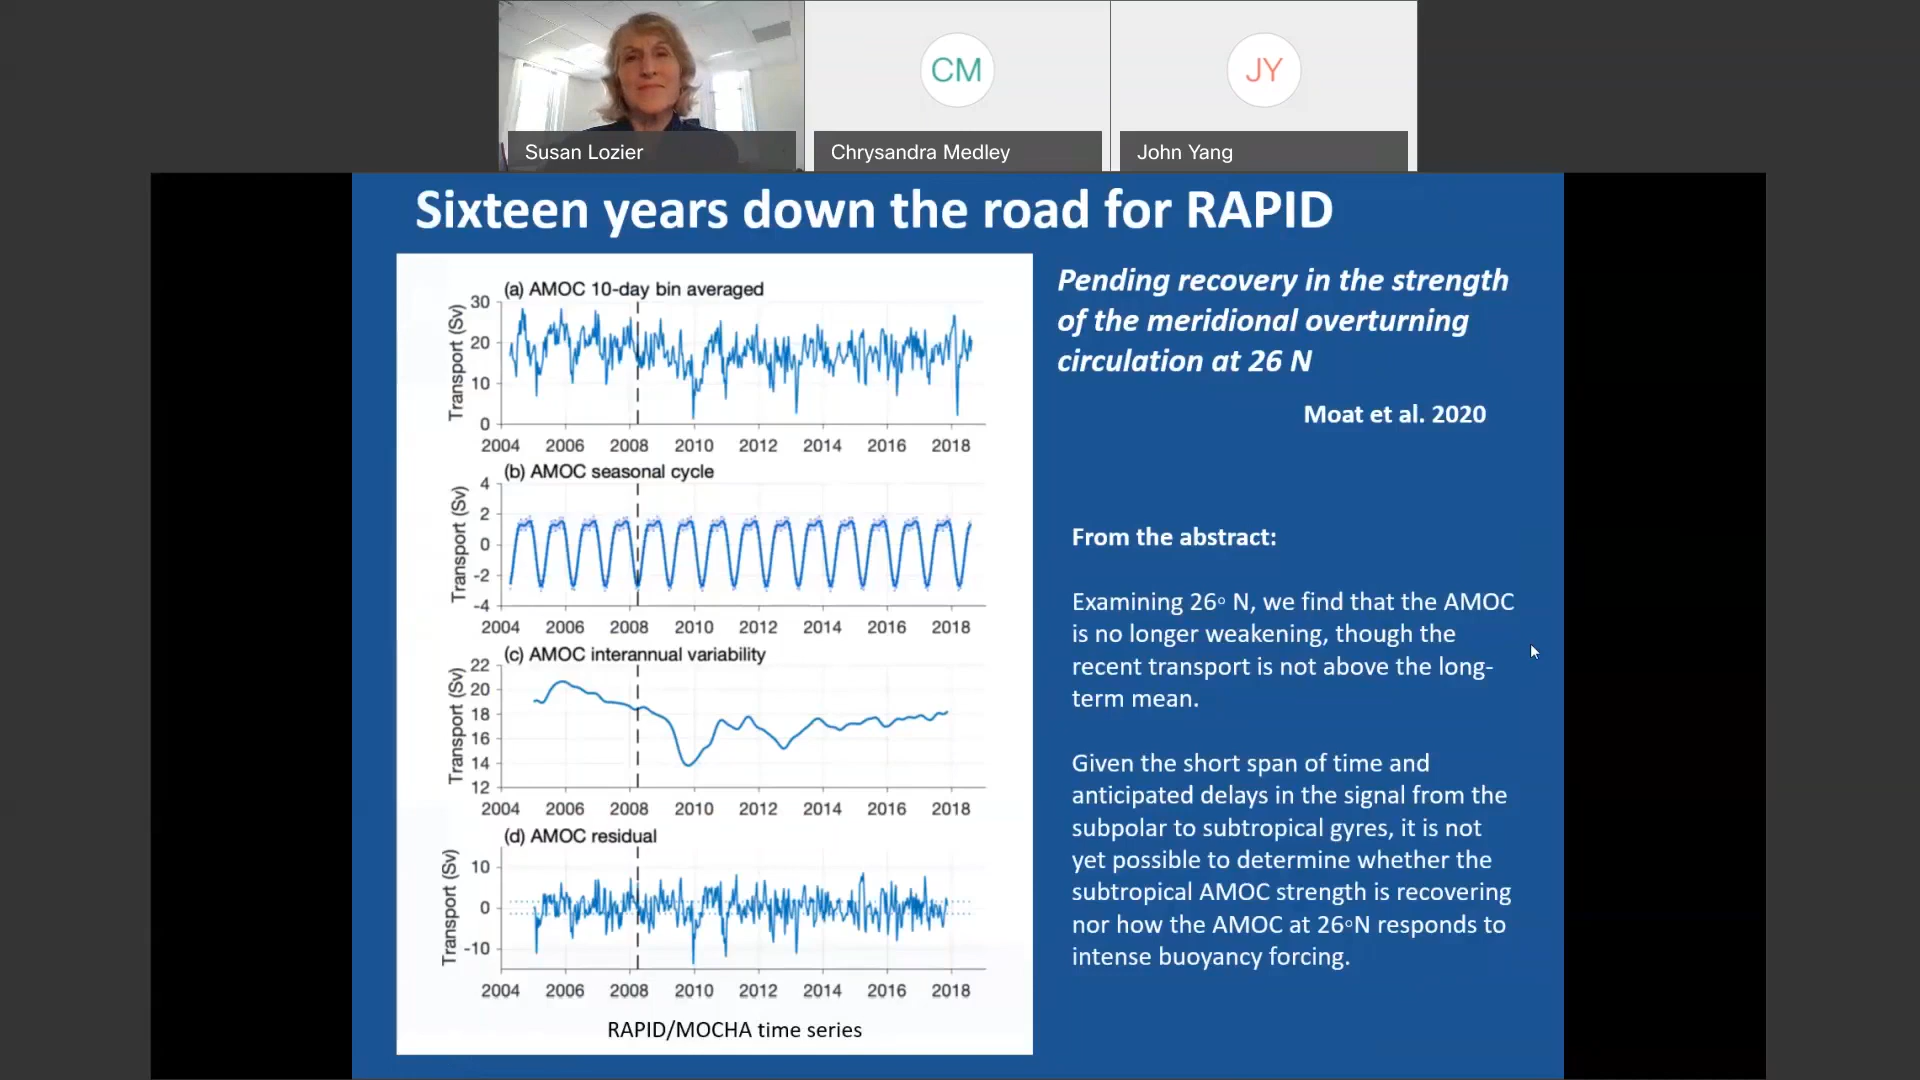 CM
JY
Susan Lozier
Chrysandra Medley
John Yang
Sixteen years down the road for RAPID
(a) AMOC 10-day bin averaged
Transport (Sv)
30
20
10
0
2004 2006 2008 2010 2012 2014 2016 2018
(b) AMOC seasonal cycle
Transport (Sv)
4
2
0
-2
-4
2004 2006 2008 2010 2012 2014 2016 2018
(c) AMOC interannual variability
Transport (Sv)
22
20
18
16
14
12
2004 2006 2008 2010 2012 2014 2016 2018
(d) AMOC residual
Transport (Sv)
10
0
-10
2004 2006 2008 2010 2012 2014 2016 2018
RAPID/MOCHA time series
Pending recovery in the strength
of the meridional overturning
circulation at 26 N
Moat et al. 2020
From the abstract:
Examining 26◦ N, we find that the AMOC
is no longer weakening, though the
recent transport is not above the long-
term mean.
Given the short span of time and
anticipated delays in the signal from the
subpolar to subtropical gyres, it is not
yet possible to determine whether the
subtropical AMOC strength is recovering
nor how the AMOC at 26◦N responds to
intense buoyancy forcing.